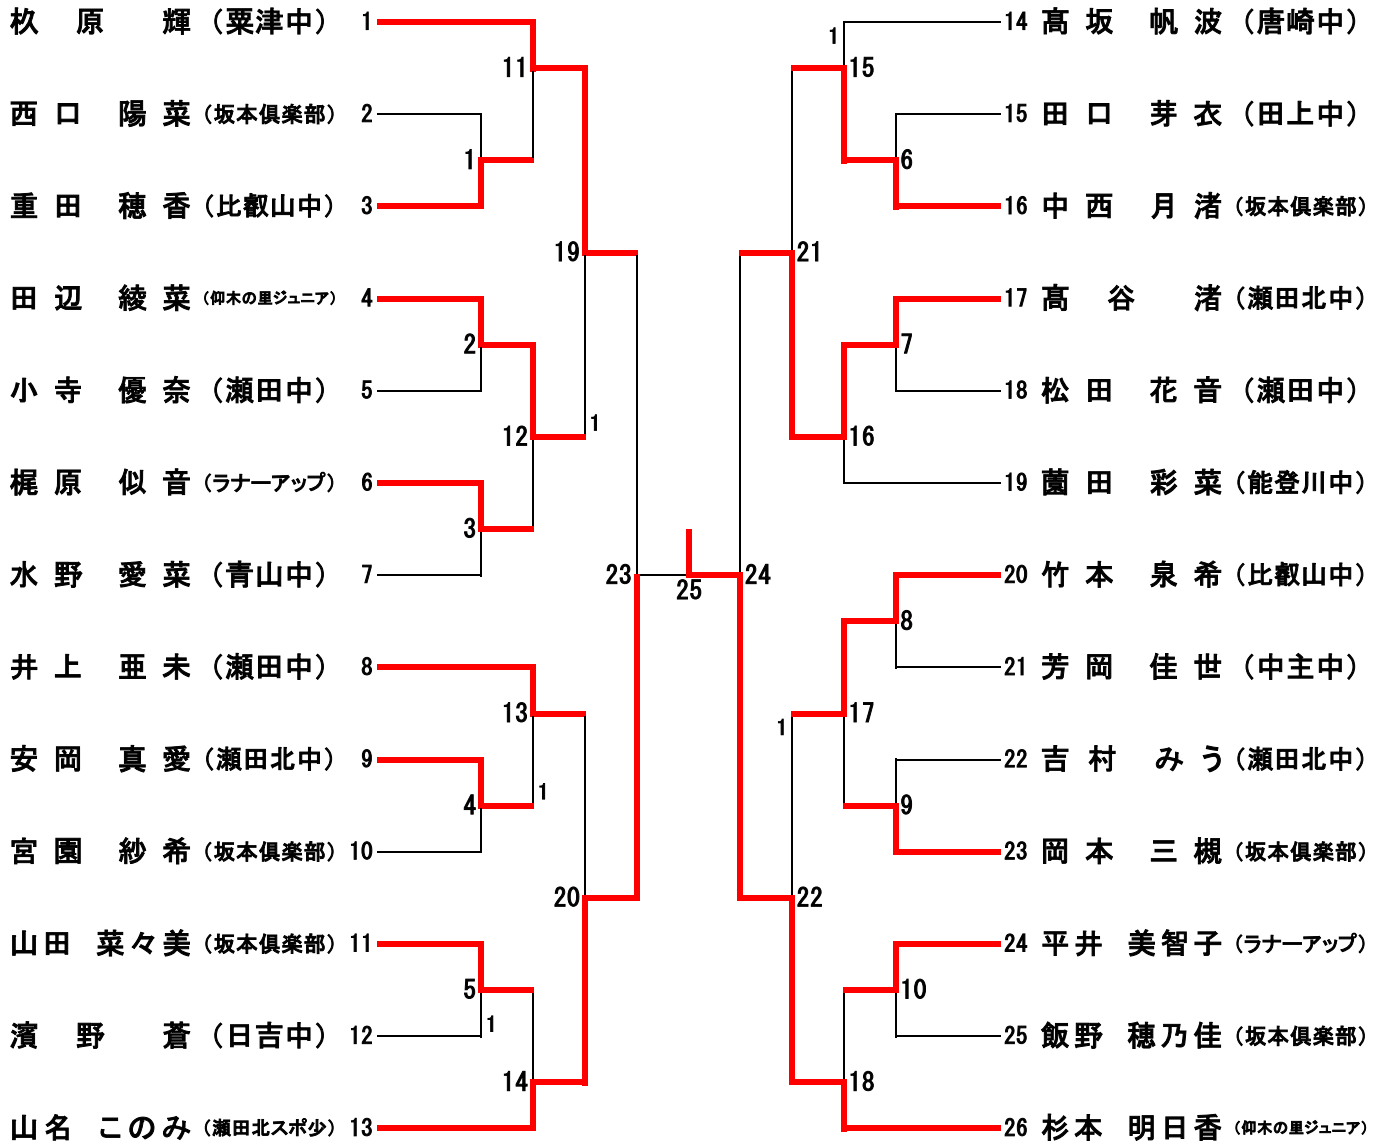 杦原 輝（粟津中） 1
西口 陽菜（坂本倶楽部） 2
重田 穂香（比叡山中） 3
田辺 綾菜（仰木の里ジュニア） 4
小寺 優奈（瀬田中） 5
梶原 似音（ラナーアップ） 6
水野 愛菜（青山中） 7
井上 亜未（瀬田中） 8
安岡 真愛（瀬田北中） 9
宮園 紗希（坂本倶楽部） 10
山田 菜々美（坂本倶楽部） 11
濱野 蒼（日吉中） 12
山名 このみ（瀬田北スポ少） 13
11
1
19
2
12
1
3
23
13
4
1
20
5
1
14
25
1
15
6
21
7
16
24
8
1
17
9
22
10
18
14 髙坂 帆波（唐崎中）
15 田口 芽衣（田上中）
16 中西 月渚（坂本倶楽部）
17 髙谷 渚（瀬田北中）
18 松田 花音（瀬田中）
19 薗田 彩菜（能登川中）
20 竹本 泉希（比叡山中）
21 芳岡 佳世（中主中）
22 吉村 みう（瀬田北中）
23 岡本 三槻（坂本倶楽部）
24 平井 美智子（ラナーアップ）
25 飯野 穂乃佳（坂本倶楽部）
26 杉本 明日香（仰木の里ジュニア）